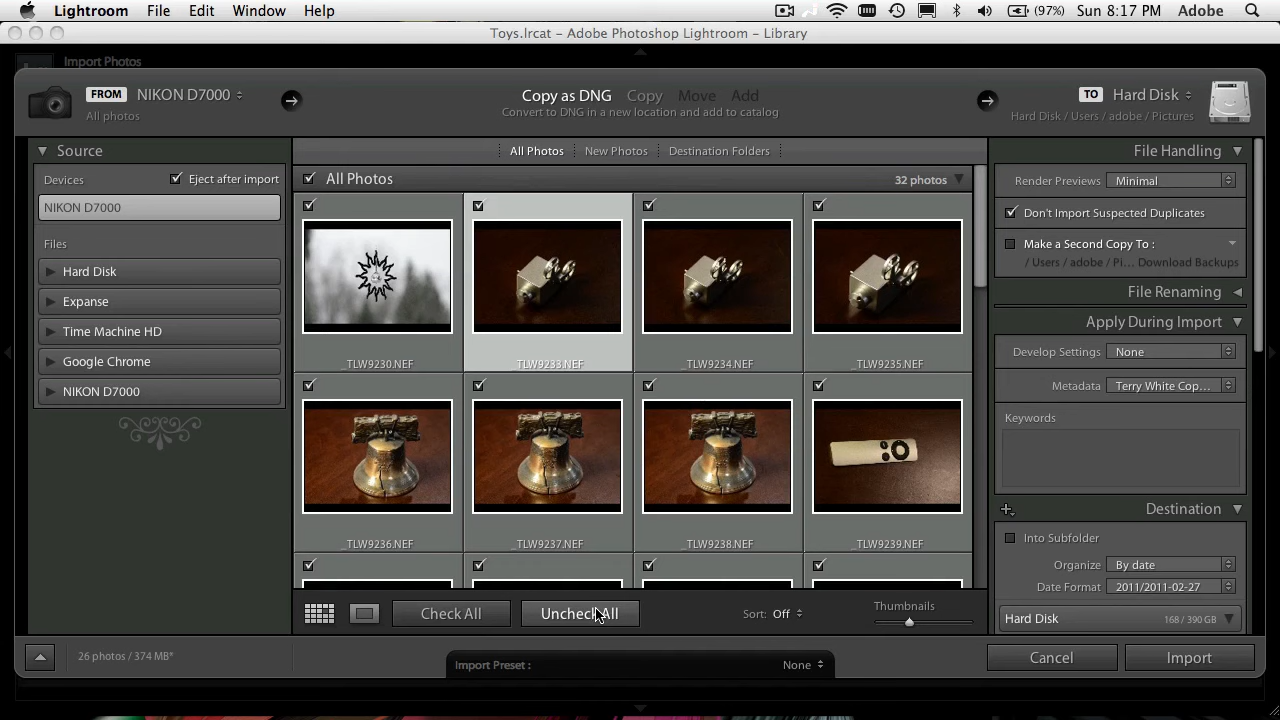 Lightroom File Edit Window Help (97%) Sun 8:17 PM Adobe
Toys.lrcat – Adobe Photoshop Lightroom – Library
Import Photos
FROM NIKON D7000 Copy as DNG Copy Move Add TO Hard Disk
All photos Convert to DNG in a new location and add to catalog Hard Disk / Users / adobe / Pictures
Source All Photos New Photos Destination Folders File Handling
Devices Eject after import All Photos 32 photos Render Previews Minimal
NIKON D7000 Don't Import Suspected Duplicates
Files Make a Second Copy To :
/ Users / adobe / Pi... Download Backups
Hard Disk
File Renaming
Expanse
Apply During Import
Time Machine HD
Develop Settings None
Google Chrome _TLW9230.NEF _TLW9233.NEF _TLW9234.NEF _TLW9235.NEF
NIKON D7000 Metadata Terry White Cop...
Keywords
Destination
Into Subfolder
_TLW9236.NEF _TLW9237.NEF _TLW9238.NEF _TLW9239.NEF
Organize By date
Date Format 2011/2011-02-27
Check All Uncheck All Sort: Off Thumbnails Hard Disk 168 / 390 GB
26 photos / 374 MB* Import Preset : None Cancel Import